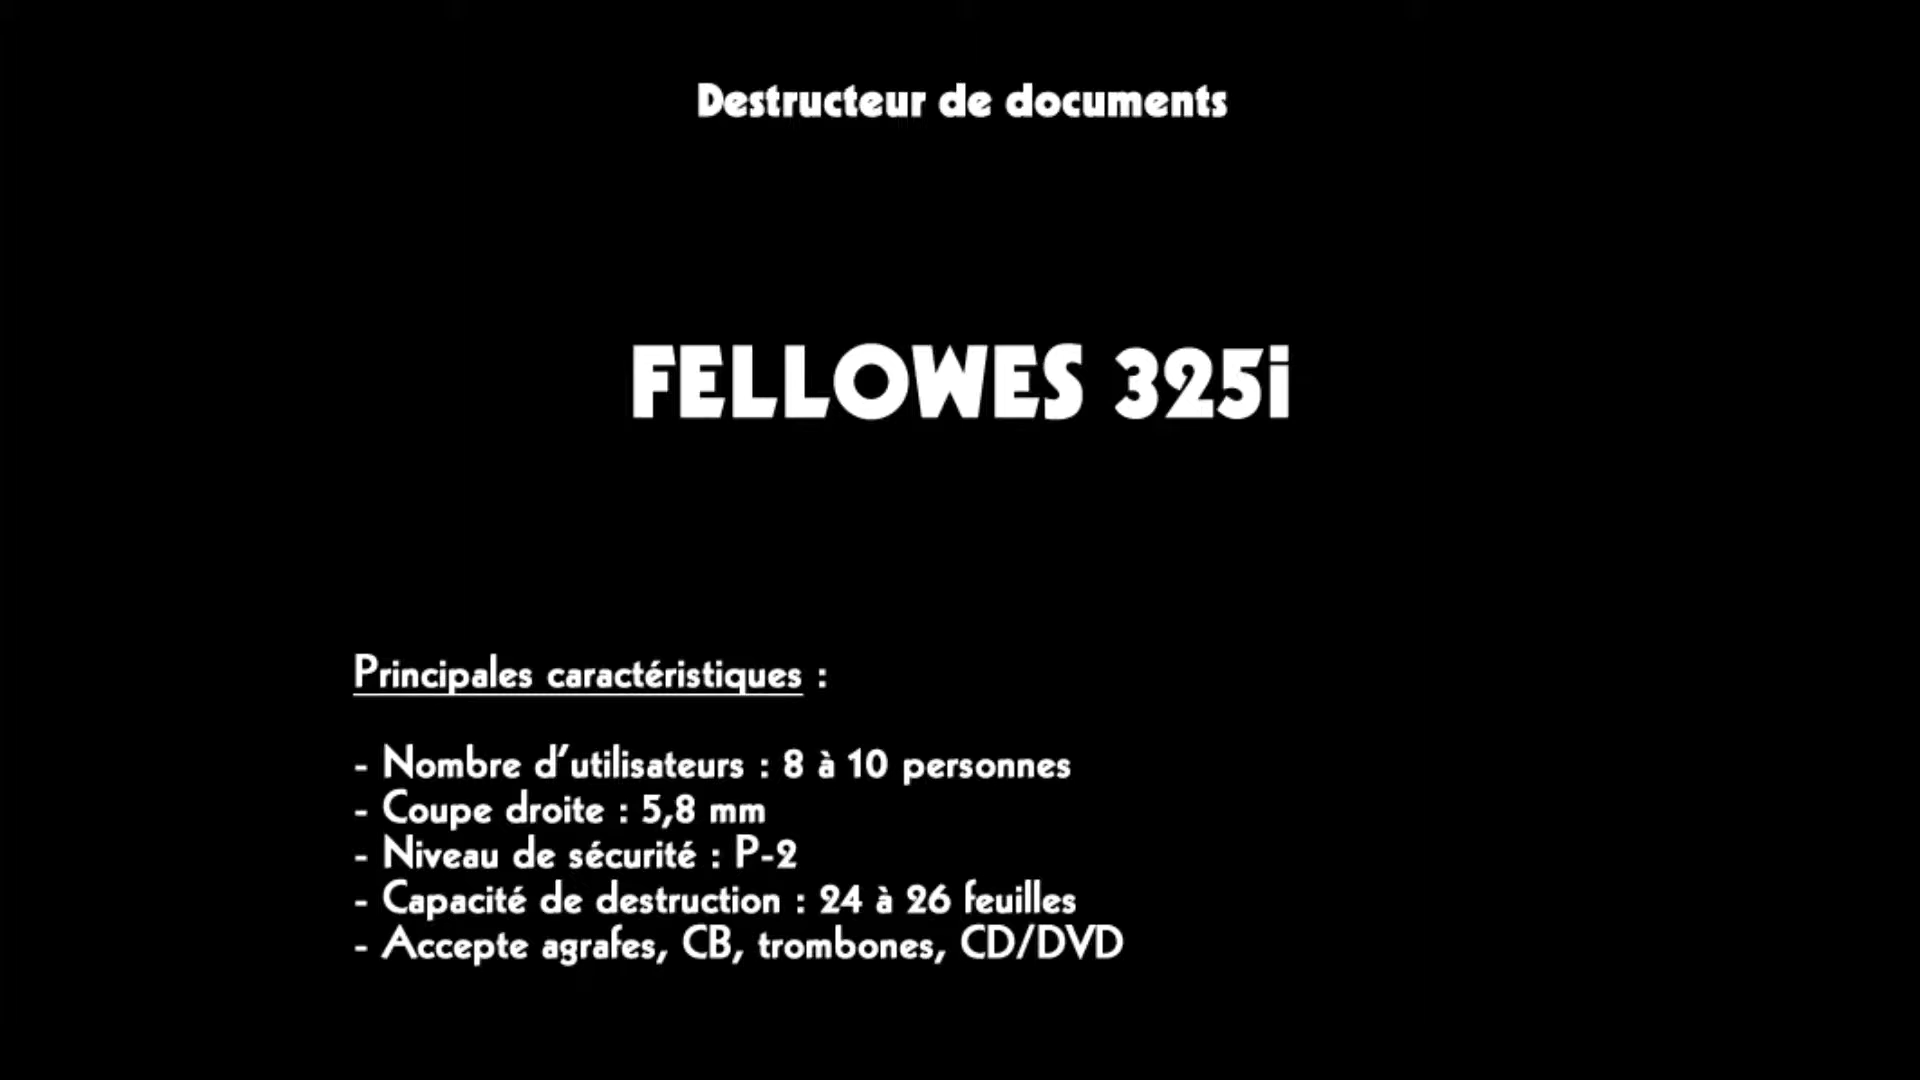 Destructeur de documents
FELLOWES 325i
Principales caractéristiques :
- Nombre d'utilisateurs : 8 à 10 personnes
- Coupe droite : 5,8 mm
- Niveau de sécurité : P-2
- Capacité de destruction : 24 à 26 feuilles
- Accepte agrafes, CB, trombones, CD/DVD